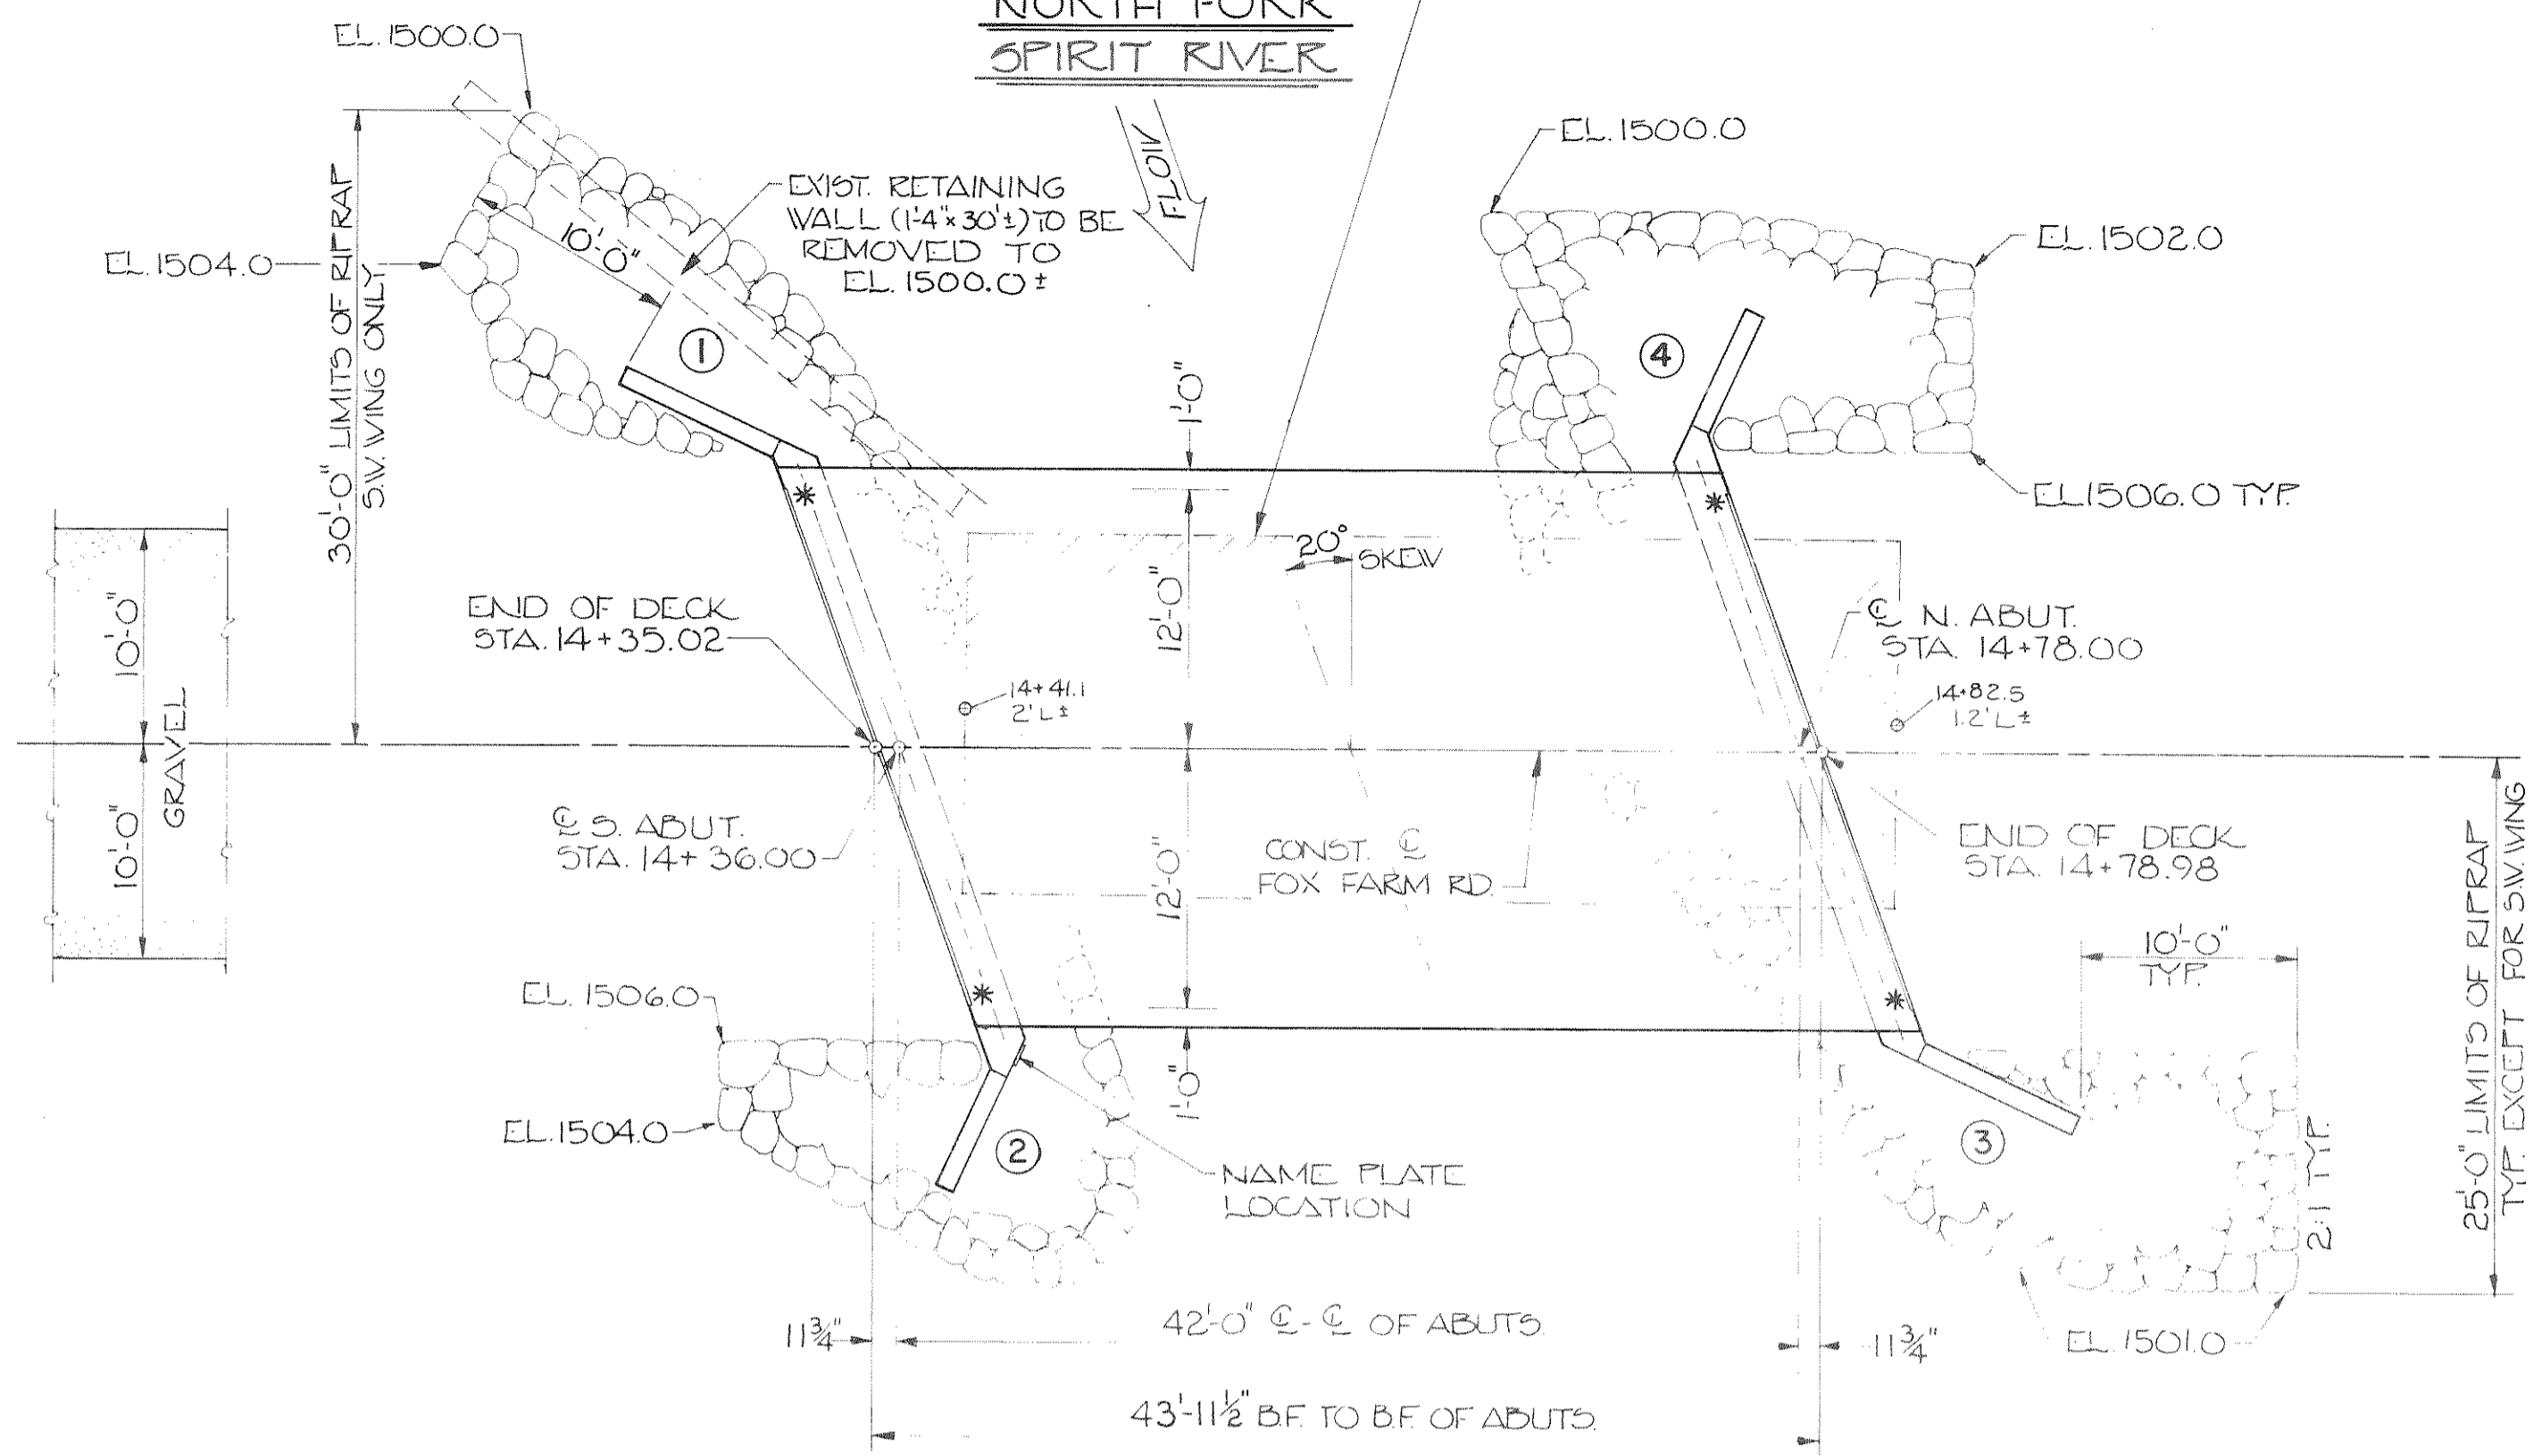 NORTH FORK
SPIRIT RIVER
FLOW
EL. 1500.0
EL. 1504.0
30'-0" LIMITS OF RIPRAP
S.W. WING ONLY
10'-0"
EXIST. RETAINING
WALL (1'-4" x 30'±) TO BE
REMOVED TO
EL. 1500.0 ±
1
EL. 1500.0
EL. 1502.0
4
EL. 1506.0 TYP.
1'-0"
12'-0"
20°
SKEW
10'-0"
10'-0"
GRAVEL
END OF DECK
STA. 14+35.02
14+41.1
2' L ±
℄ N. ABUT.
STA. 14+78.00
14+82.5
1.2' L ±
℄ S. ABUT.
STA. 14+36.00
12'-0"
CONST. ℄
FOX FARM RD.
END OF DECK
STA. 14+78.98
10'-0"
TYP.
25'-0" LIMITS OF RIPRAP
TYP. EXCEPT FOR S.W. WING
EL. 1506.0
EL. 1504.0
2
1'-0"
NAME PLATE
LOCATION
3
2:1 TYP.
EL. 1501.0
11 3/4"
42'-0" ℄ - ℄ OF ABUTS.
11 3/4"
43'-11 1/2" B.F. TO B.F. OF ABUTS.